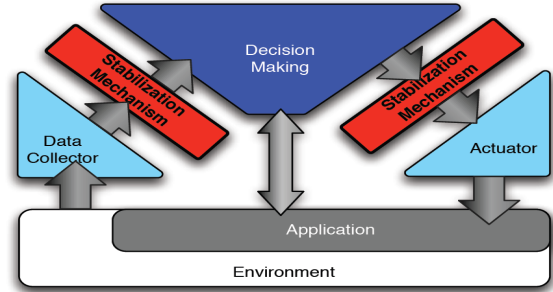 Decision
Making
Stabilization
Mechanism
Stabilization
Mechanism
Data
Collector
Actuator
Application
Environment